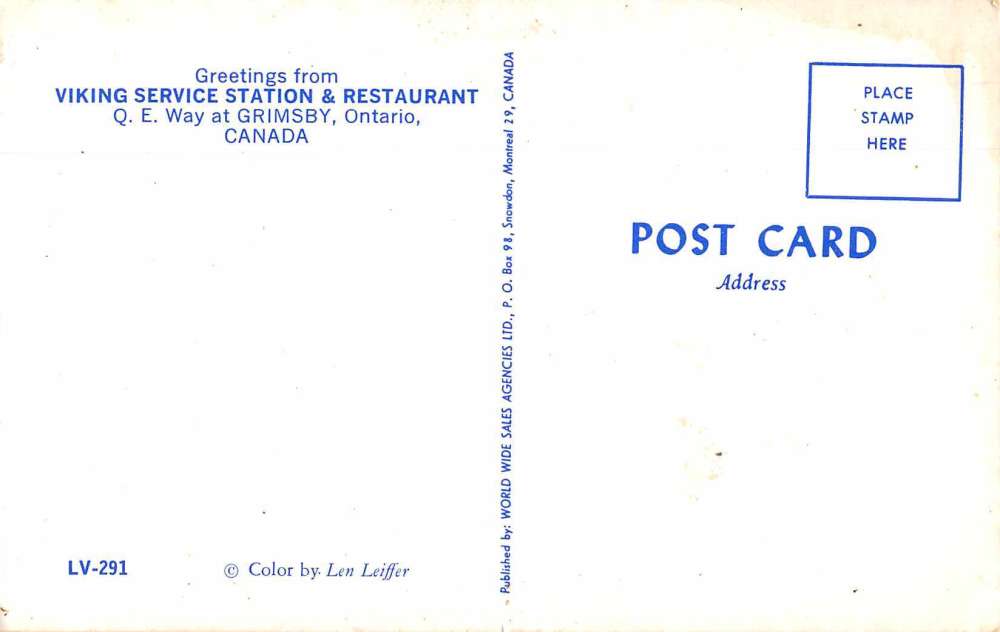 Greetings from
VIKING SERVICE STATION & RESTAURANT
Q. E. Way at GRIMSBY, Ontario,
CANADA
LV-291
© Color by. Len Leiffer
Published by: WORLD WIDE SALES AGENCIES LTD., P. O. Box 98, Snowdon, Montreal 29, CANADA
PLACE
STAMP
HERE
POST CARD
Address